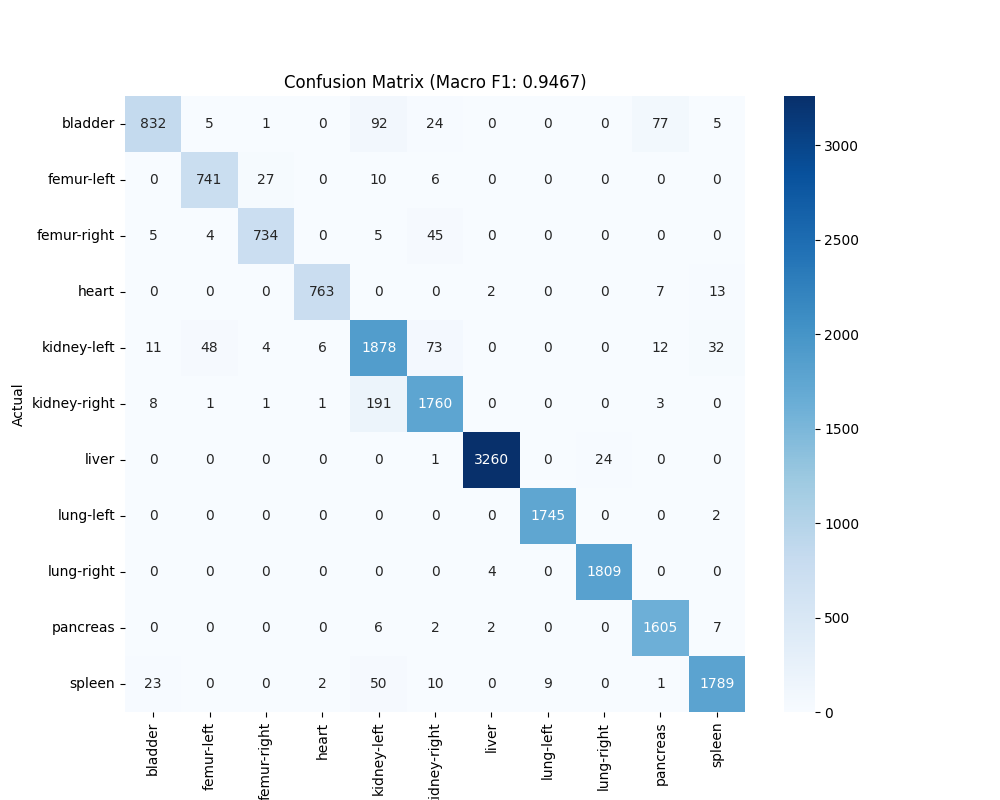 Confusion Matrix (Macro F1: 0.9467)
bladder 832 5 1 0 92 24 0 0 0 77 5
femur-left 0 741 27 0 10 6 0 0 0 0 0
femur-right 5 4 734 0 5 45 0 0 0 0 0
heart 0 0 0 763 0 0 2 0 0 7 13
kidney-left 11 48 4 6 1878 73 0 0 0 12 32
kidney-right 8 1 1 1 191 1760 0 0 0 3 0
liver 0 0 0 0 0 1 3260 0 24 0 0
lung-left 0 0 0 0 0 0 0 1745 0 0 2
lung-right 0 0 0 0 0 0 4 0 1809 0 0
pancreas 0 0 0 0 6 2 2 0 0 1605 7
spleen 23 0 0 2 50 10 0 9 0 1 1789
Actual
bladder
femur-left
femur-right
heart
kidney-left
idney-right
liver
lung-left
lung-right
pancreas
spleen
3000
2500
2000
1500
1000
500
0